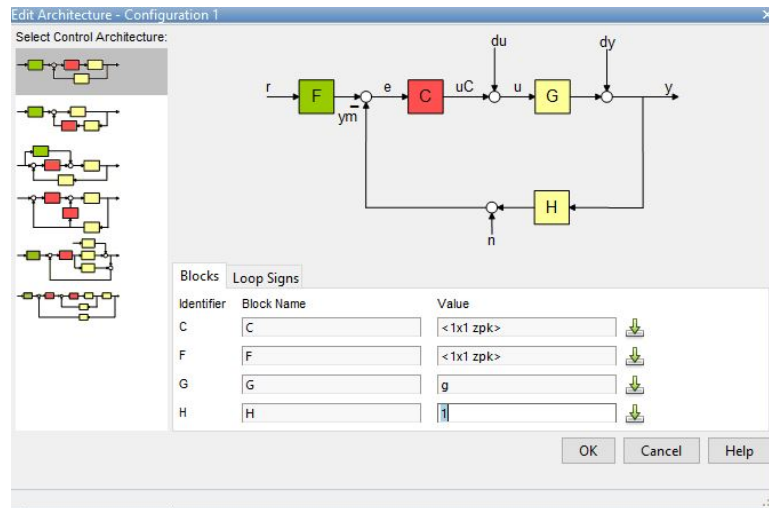 Edit Architecture - Configuration 1
Select Control Architecture:
du dy
r F e C uC u G y
ym
H
n
Blocks Loop Signs
Identifier Block Name Value
C C <1x1 zpk>
F F <1x1 zpk>
G G g
H H 1
OK Cancel Help